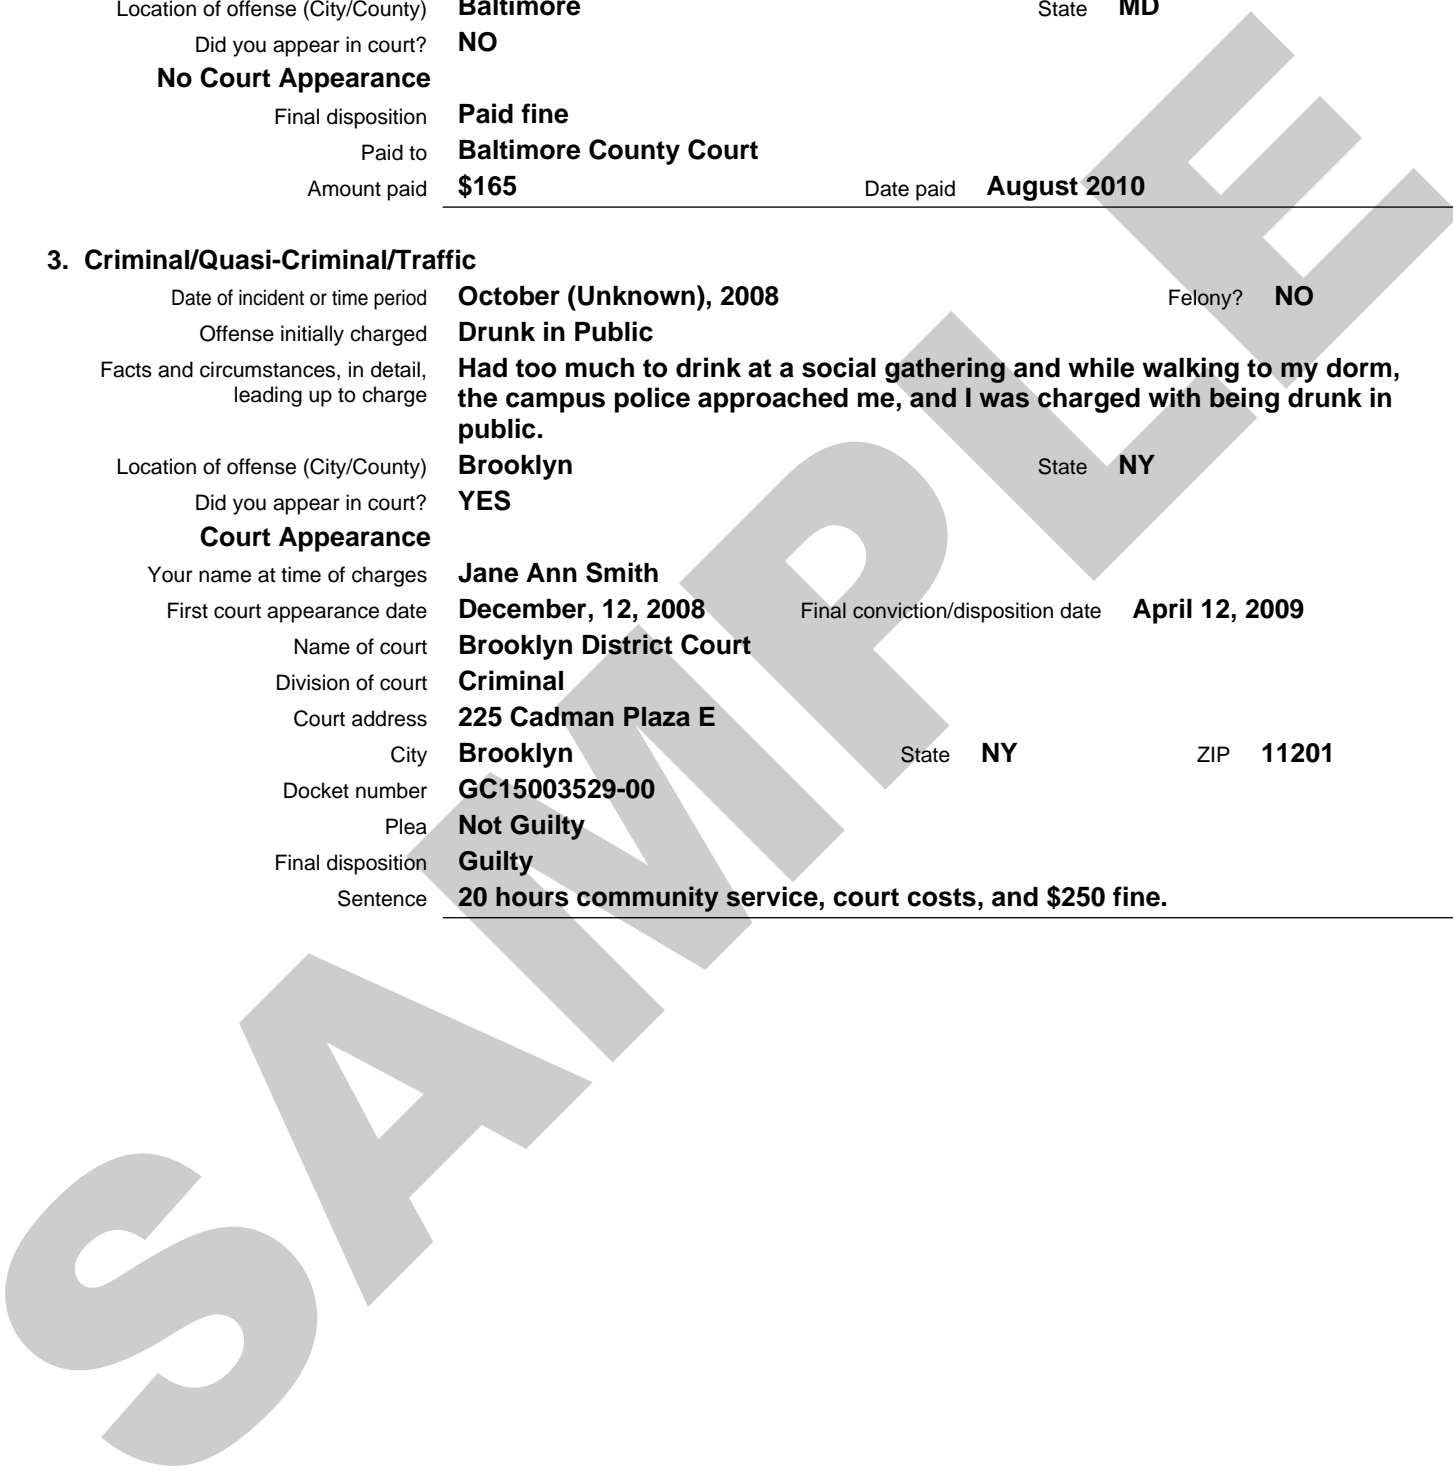 Location of offense (City/County) Baltimore State MD
Did you appear in court? NO
No Court Appearance
Final disposition Paid fine
Paid to Baltimore County Court
Amount paid $165 Date paid August 2010
3. Criminal/Quasi-Criminal/Traffic
Date of incident or time period October (Unknown), 2008 Felony? NO
Offense initially charged Drunk in Public
Facts and circumstances, in detail, Had too much to drink at a social gathering and while walking to my dorm,
leading up to charge the campus police approached me, and I was charged with being drunk in
public.
Location of offense (City/County) Brooklyn State NY
Did you appear in court? YES
Court Appearance
Your name at time of charges Jane Ann Smith
First court appearance date December, 12, 2008 Final conviction/disposition date April 12, 2009
Name of court Brooklyn District Court
Division of court Criminal
Court address 225 Cadman Plaza E
City Brooklyn State NY ZIP 11201
Docket number GC15003529-00
Plea Not Guilty
Final disposition Guilty
Sentence 20 hours community service, court costs, and $250 fine.
SAMPLE